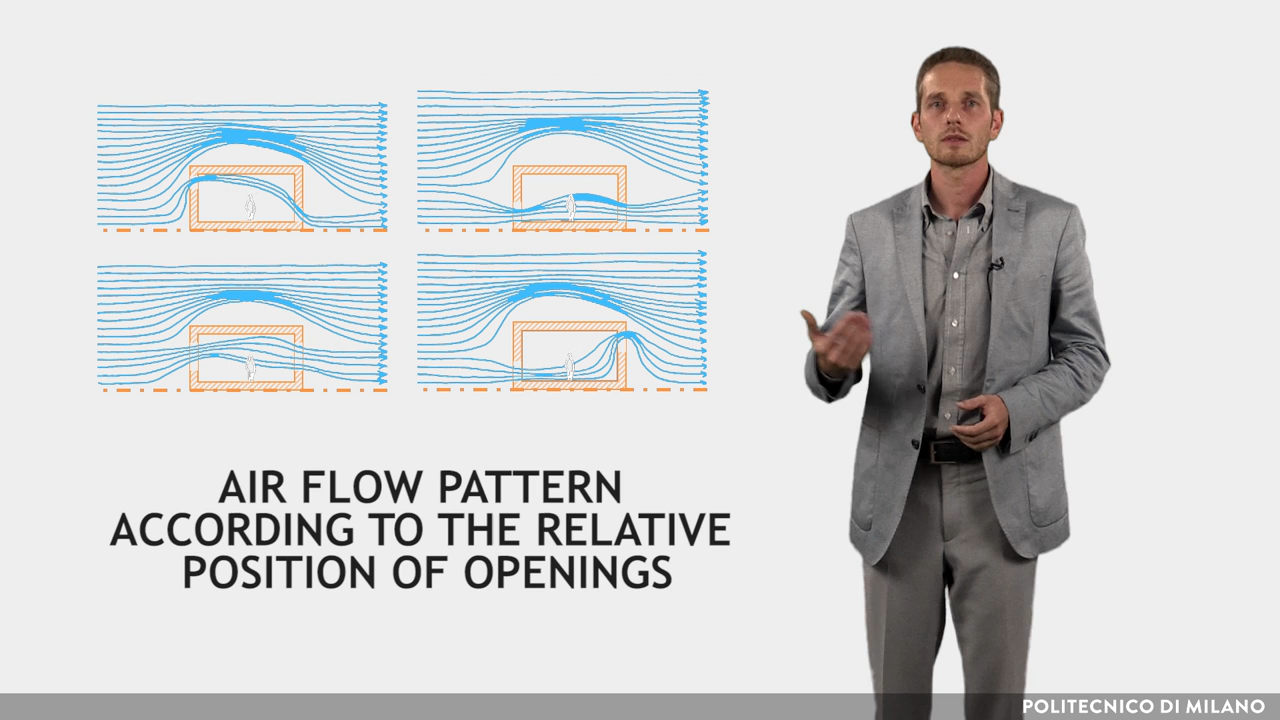 AIR FLOW PATTERN
ACCORDING TO THE RELATIVE
POSITION OF OPENINGS
POLITECNICO DI MILANO